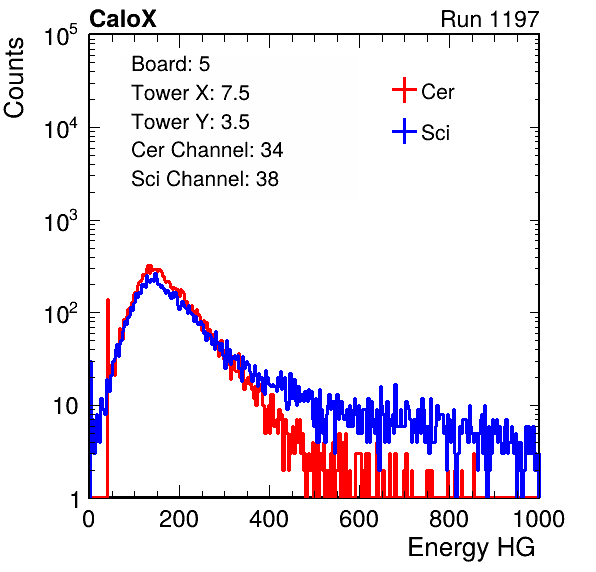 CaloX Run 1197
Counts
10^5
10^4
10^3
10^2
10
1
Board: 5
Tower X: 7.5
Tower Y: 3.5
Cer Channel: 34
Sci Channel: 38
Cer
Sci
0 200 400 600 800 1000
Energy HG